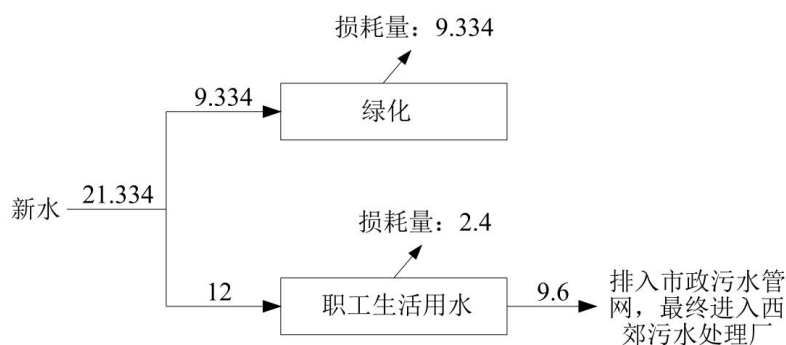 损耗量：9.334
9.334
绿化
新水
21.334
损耗量：2.4
12
职工生活用水
9.6
排入市政污水管
网，最终进入西
郊污水处理厂